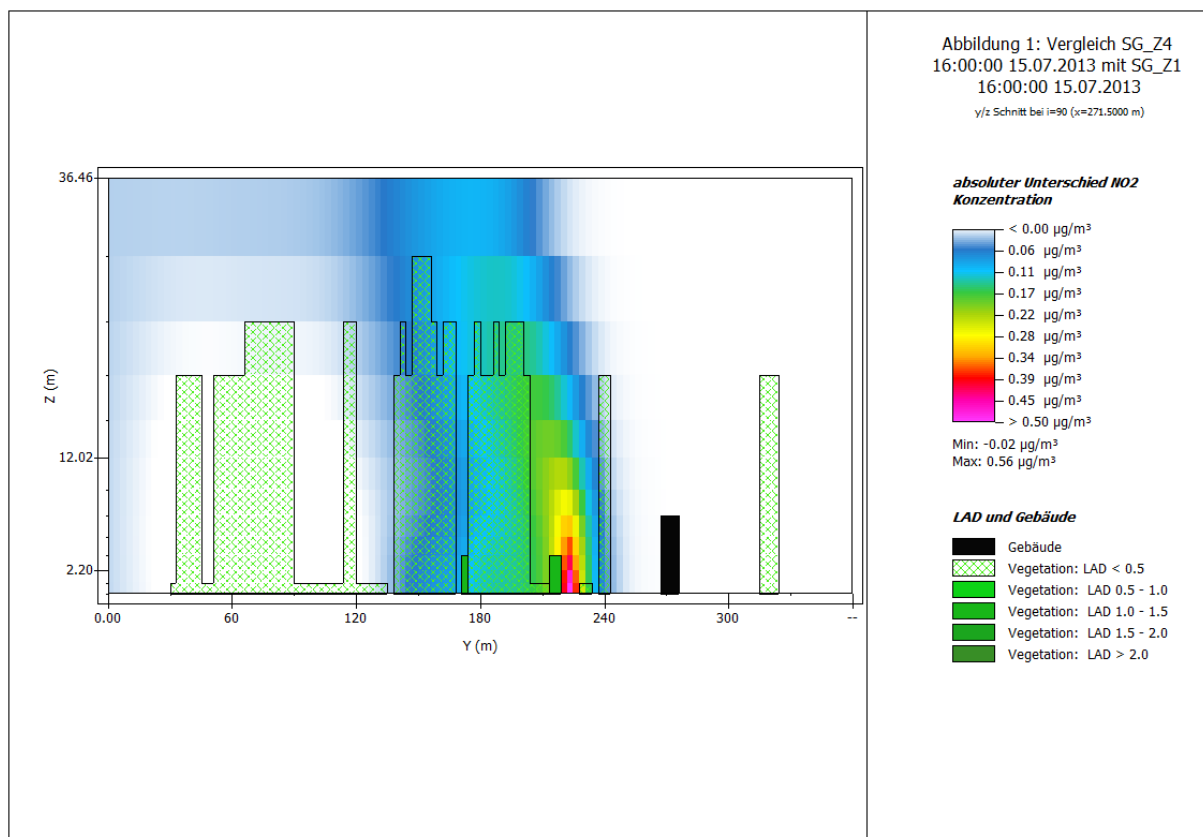 Abbildung 1: Vergleich SG_Z4
16:00:00 15.07.2013 mit SG_Z1
16:00:00 15.07.2013
y/z Schnitt bei i=90 (x=271.5000 m)
36.46
12.02
2.20
Z (m)
0.00
60
120
180
240
300
--
Y (m)
absoluter Unterschied NO2
Konzentration
< 0.00 µg/m³
0.06 µg/m³
0.11 µg/m³
0.17 µg/m³
0.22 µg/m³
0.28 µg/m³
0.34 µg/m³
0.39 µg/m³
0.45 µg/m³
> 0.50 µg/m³
Min: -0.02 µg/m³
Max: 0.56 µg/m³
LAD und Gebäude
Gebäude
Vegetation: LAD < 0.5
Vegetation: LAD 0.5 - 1.0
Vegetation: LAD 1.0 - 1.5
Vegetation: LAD 1.5 - 2.0
Vegetation: LAD > 2.0